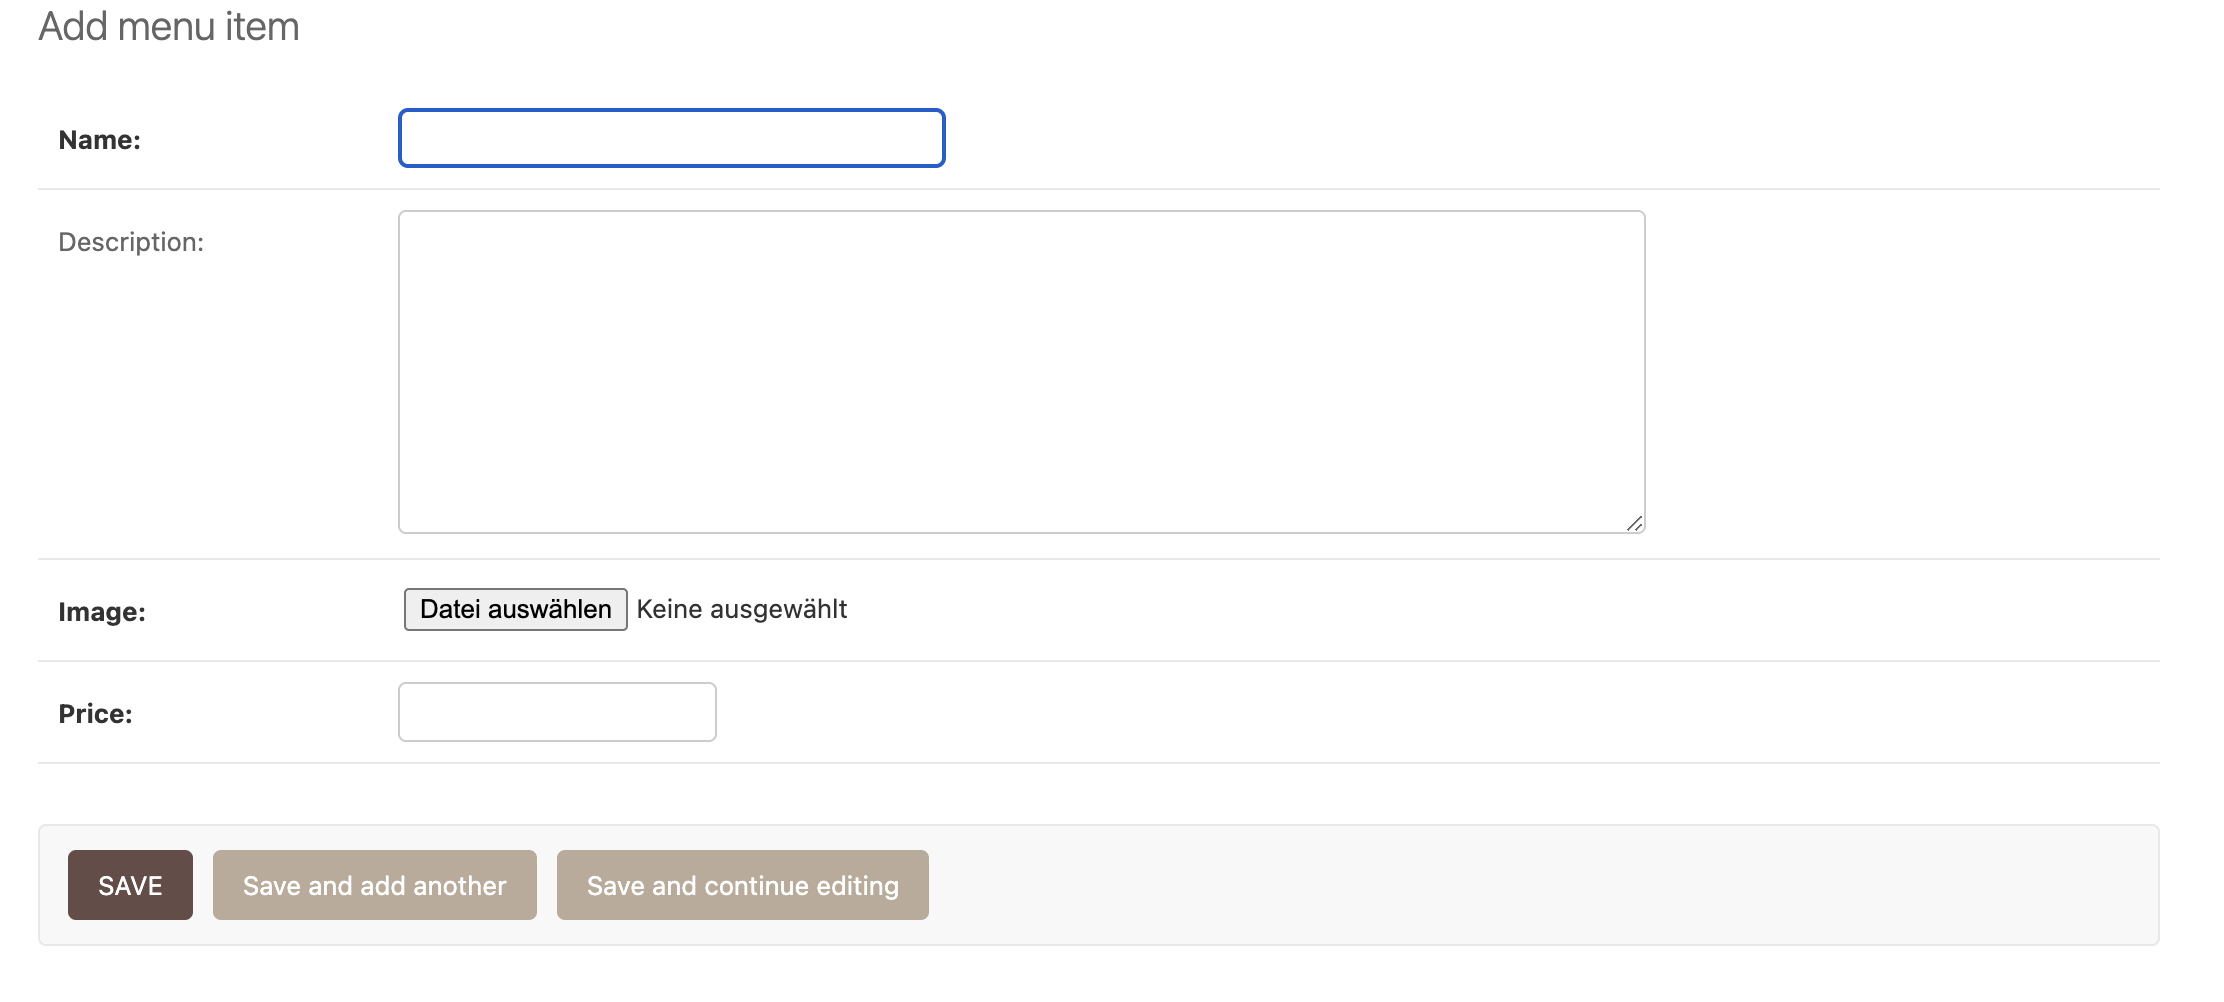 Add menu item
Name:
Description:
Image: Datei auswählen Keine ausgewählt
Price:
SAVE Save and add another Save and continue editing